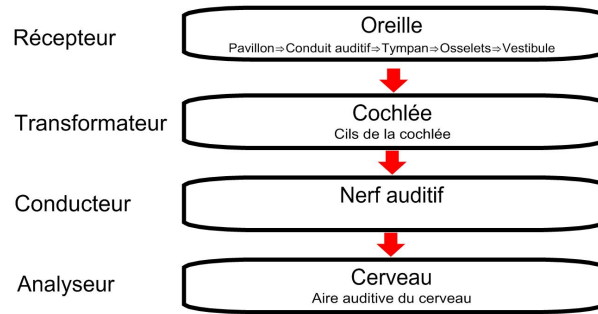 Récepteur
Oreille
Pavillon⇒Conduit auditif⇒Tympan⇒Osselets⇒Vestibule
Transformateur
Cochlée
Cils de la cochlée
Conducteur
Nerf auditif
Analyseur
Cerveau
Aire auditive du cerveau